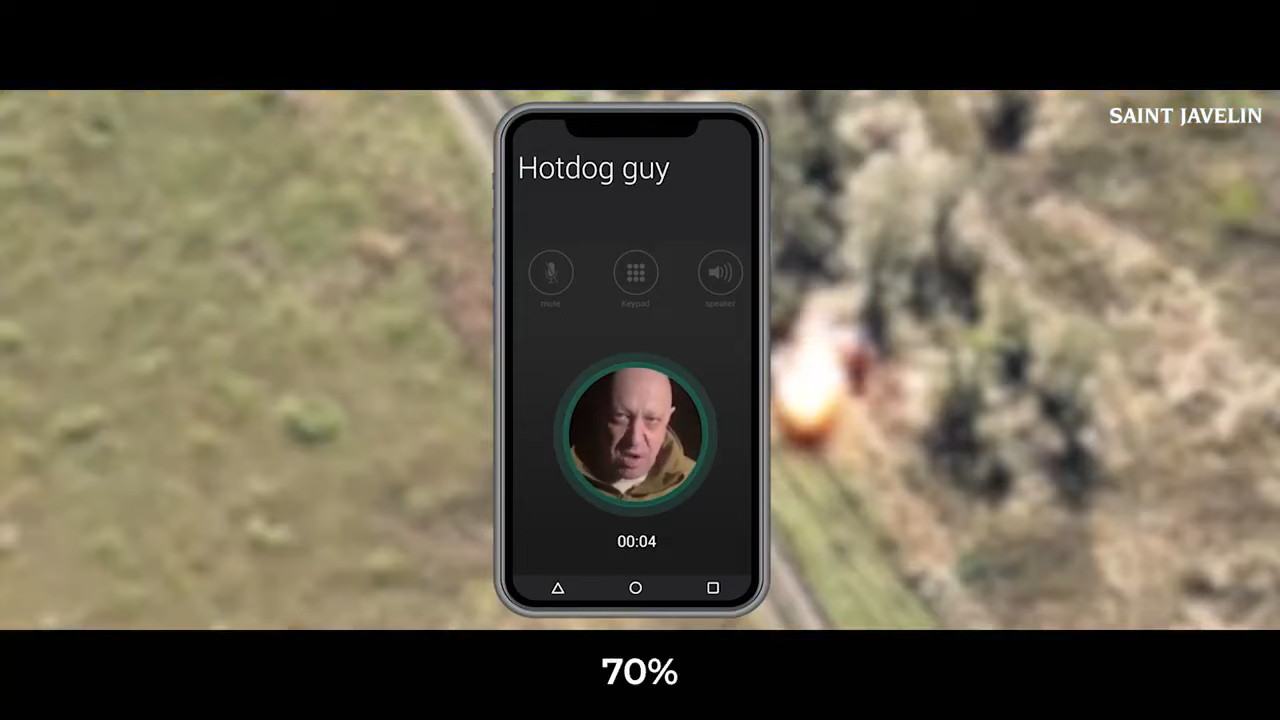 SAINT JAVELIN
Hotdog guy
mute
Keypad
speaker
00:04
70%